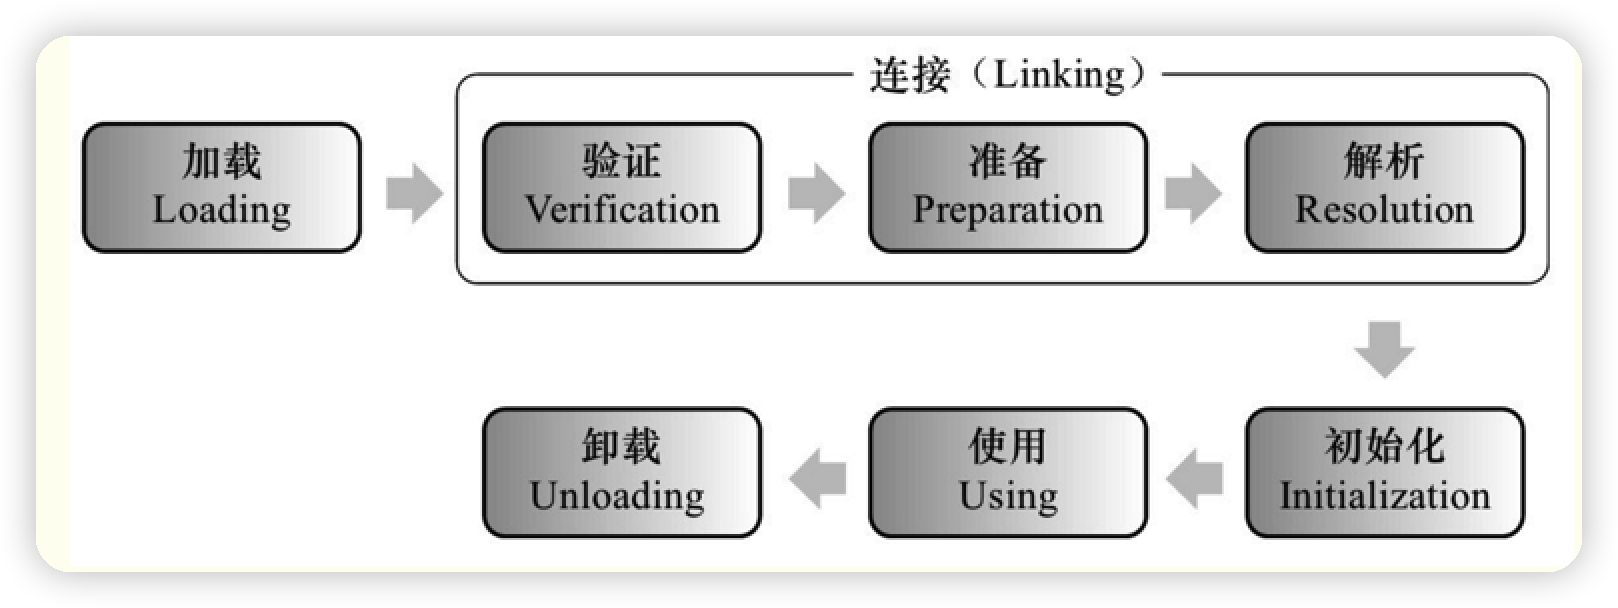 连接（Linking）
加载
Loading
验证
Verification
准备
Preparation
解析
Resolution
初始化
Initialization
使用
Using
卸载
Unloading